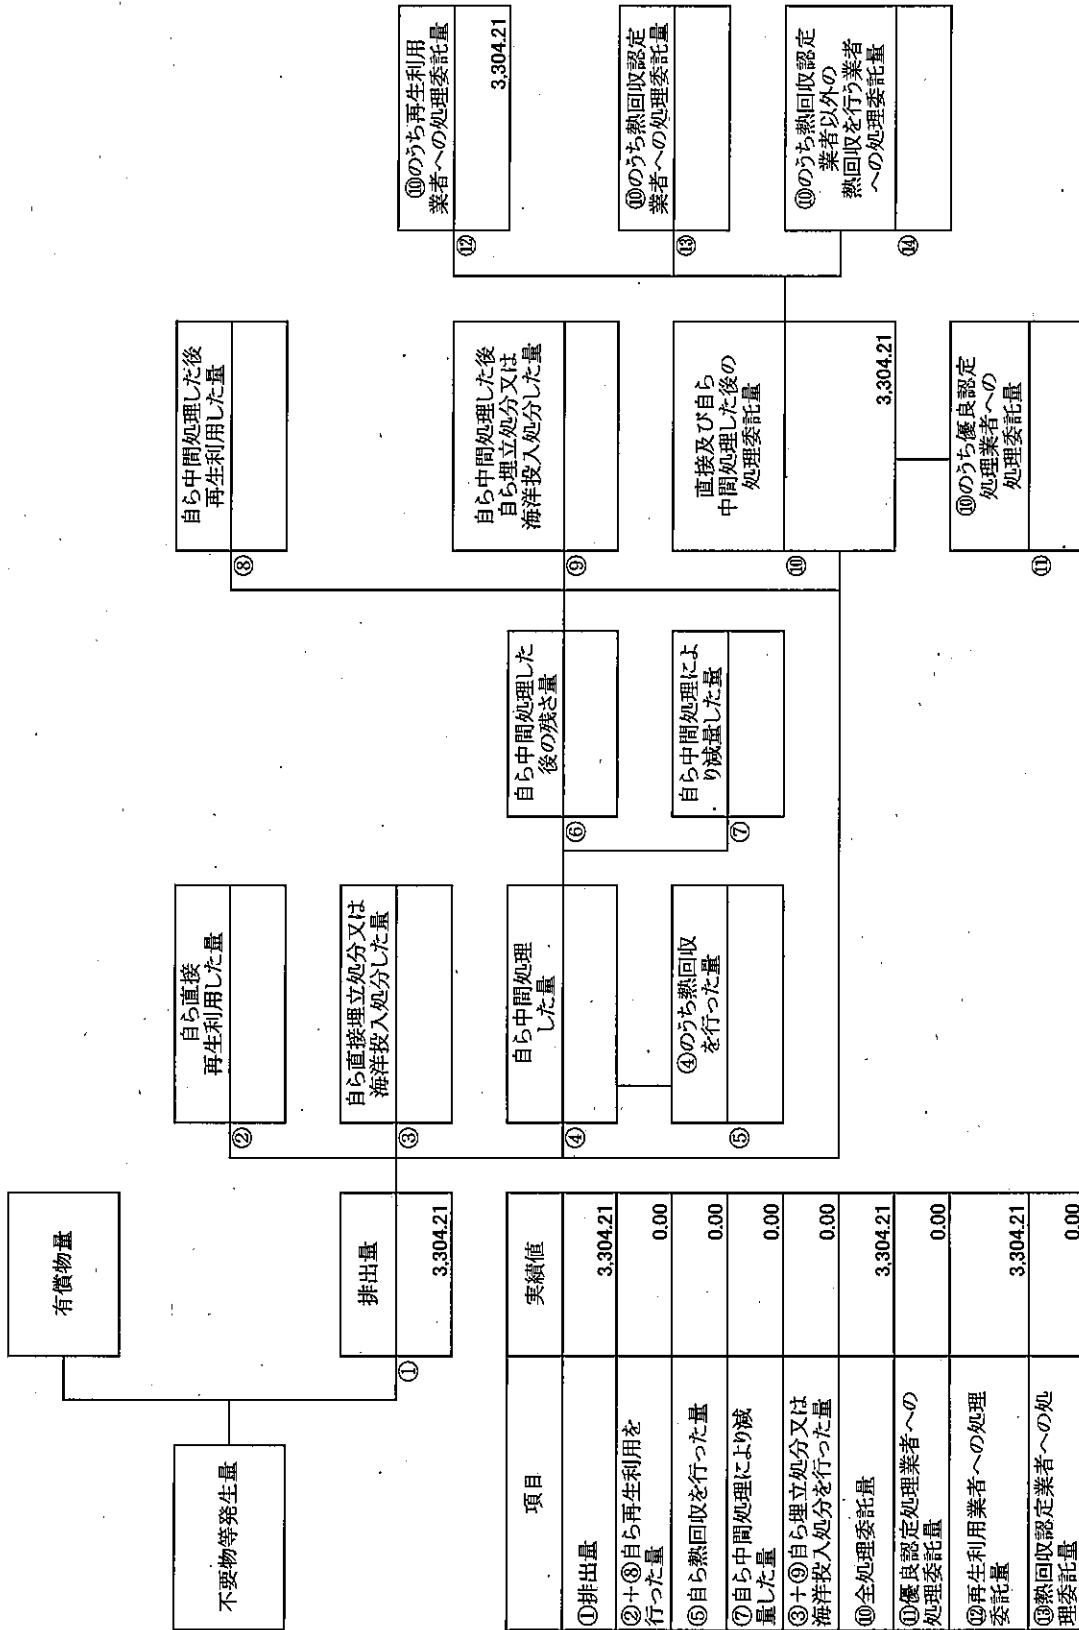 不要物等発生量
有償物量
①
排出量
3,304.21
②
自ら直接
再生利用した量
③
自ら直接埋立処分又は
海洋投入処分した量
④
自ら中間処理
した量
⑤
④のうち熱回収
を行った量
⑥
自ら中間処理した
後の残さ量
⑦
自ら中間処理によ
り減量した量
⑧
自ら中間処理した後
再生利用した量
⑨
自ら中間処理した後
自ら埋立処分又は
海洋投入処分した量
⑩
直接及び自ら
中間処理した後の
処理委託量
3,304.21
⑪
⑩のうち優良認定
処理業者への
処理委託量
⑫
⑩のうち再生利用
業者への処理委託量
3,304.21
⑬
⑩のうち熱回収認定
業者への処理委託量
⑭
⑩のうち熱回収認定
業者以外の
熱回収を行う業者
への処理委託量
項目 実績値
①排出量 3,304.21
②+⑧自ら再生利用を
行った量 0.00
⑤自ら熱回収を行った量 0.00
⑦自ら中間処理により減
量した量 0.00
③+⑨自ら埋立処分又は
海洋投入処分を行った量 0.00
⑩全処理委託量 3,304.21
⑪優良認定処理業者への
処理委託量 0.00
⑫再生利用業者への処理
委託量 3,304.21
⑬熱回収認定業者への処
理委託量 0.00